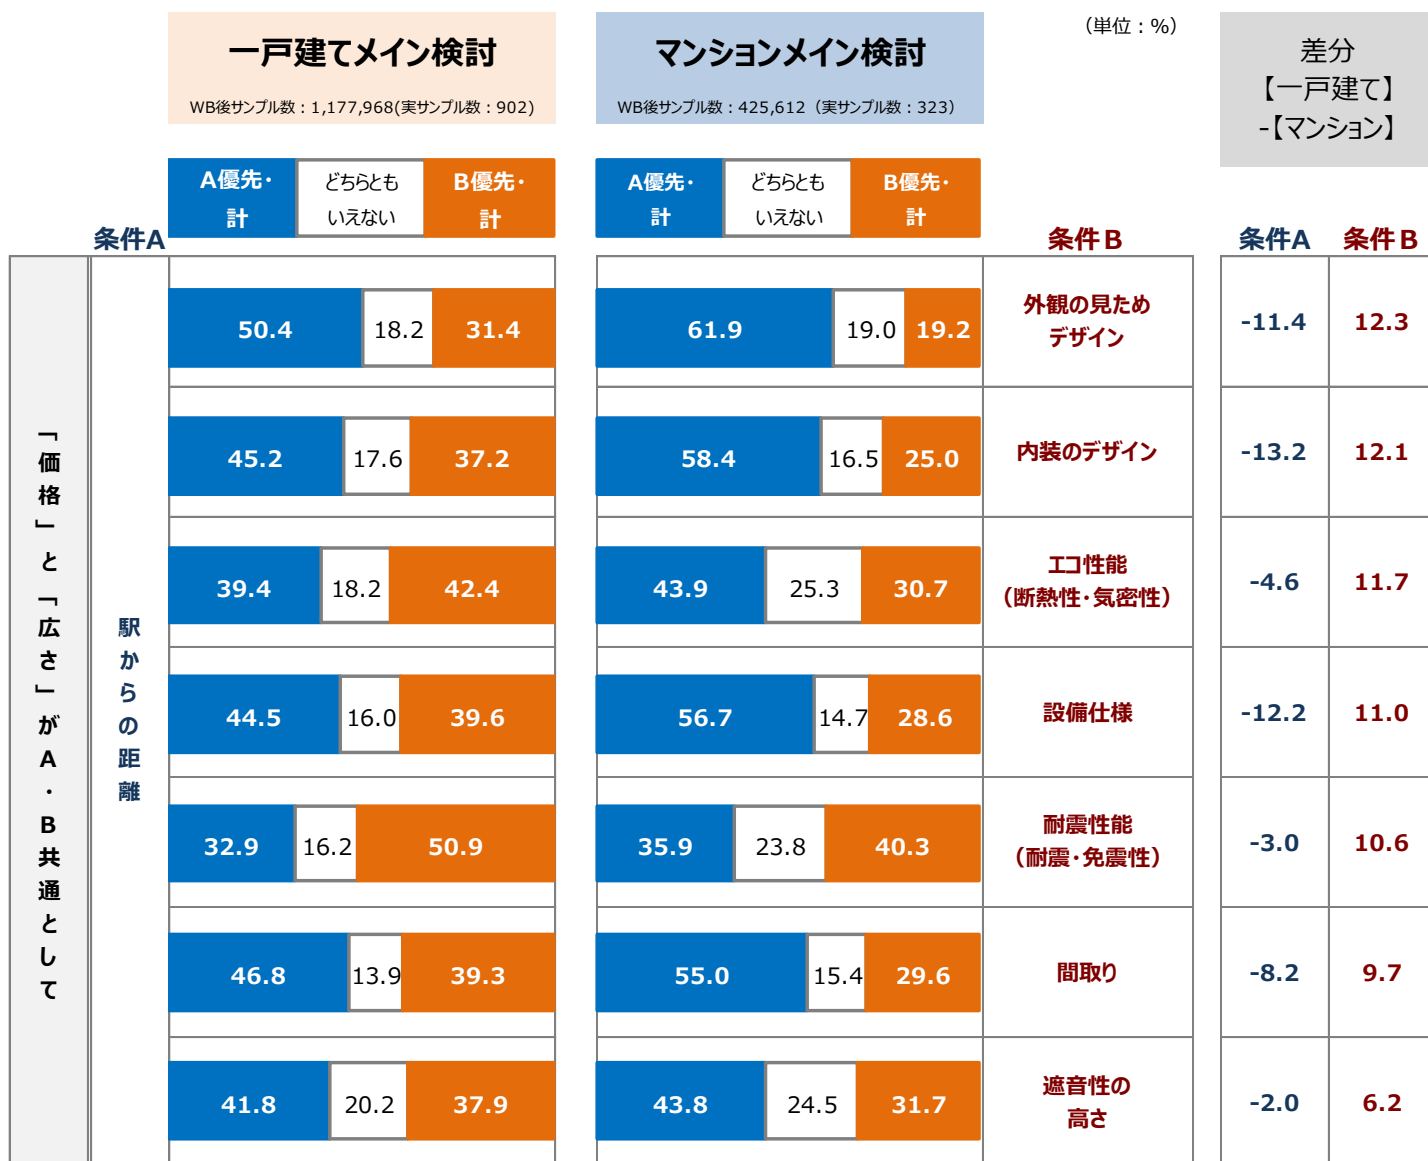 一戸建てメイン検討
WB後サンプル数：1,177,968(実サンプル数：902)
マンションメイン検討
WB後サンプル数：425,612（実サンプル数：323）
（単位：%）
差分
【一戸建て】
-【マンション】
A優先・計
どちらともいえない
B優先・計
A優先・計
どちらともいえない
B優先・計
条件A
条件B
条件A
条件B
「価格」と「広さ」がA・B共通として
駅からの距離
50.4 18.2 31.4 61.9 19.0 19.2
外観の見ため
デザイン
-11.4 12.3
45.2 17.6 37.2 58.4 16.5 25.0 内装のデザイン -13.2 12.1
39.4 18.2 42.4 43.9 25.3 30.7
エコ性能
（断熱性・気密性）
-4.6 11.7
44.5 16.0 39.6 56.7 14.7 28.6 設備仕様 -12.2 11.0
32.9 16.2 50.9 35.9 23.8 40.3
耐震性能
（耐震・免震性）
-3.0 10.6
46.8 13.9 39.3 55.0 15.4 29.6 間取り -8.2 9.7
41.8 20.2 37.9 43.8 24.5 31.7
遮音性の
高さ
-2.0 6.2